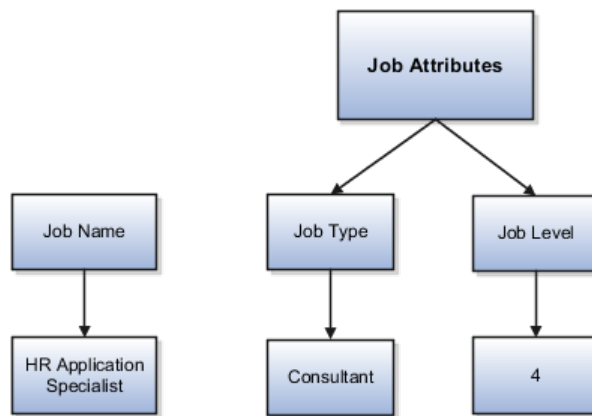 Job Attributes
Job Name
Job Type
Job Level
HR Application
Specialist
Consultant
4